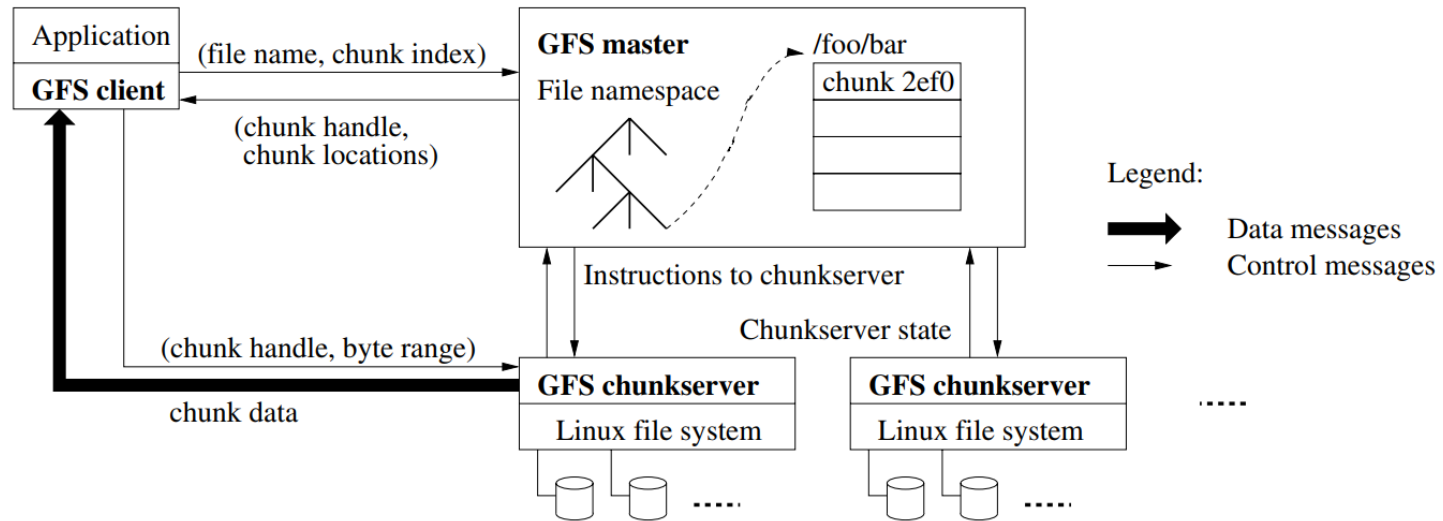 Application
GFS client
(file name, chunk index)
(chunk handle,
chunk locations)
GFS master
File namespace
/foo/bar
chunk 2ef0
Legend:
Data messages
Control messages
Instructions to chunkserver
Chunkserver state
(chunk handle, byte range)
chunk data
GFS chunkserver
Linux file system
GFS chunkserver
Linux file system